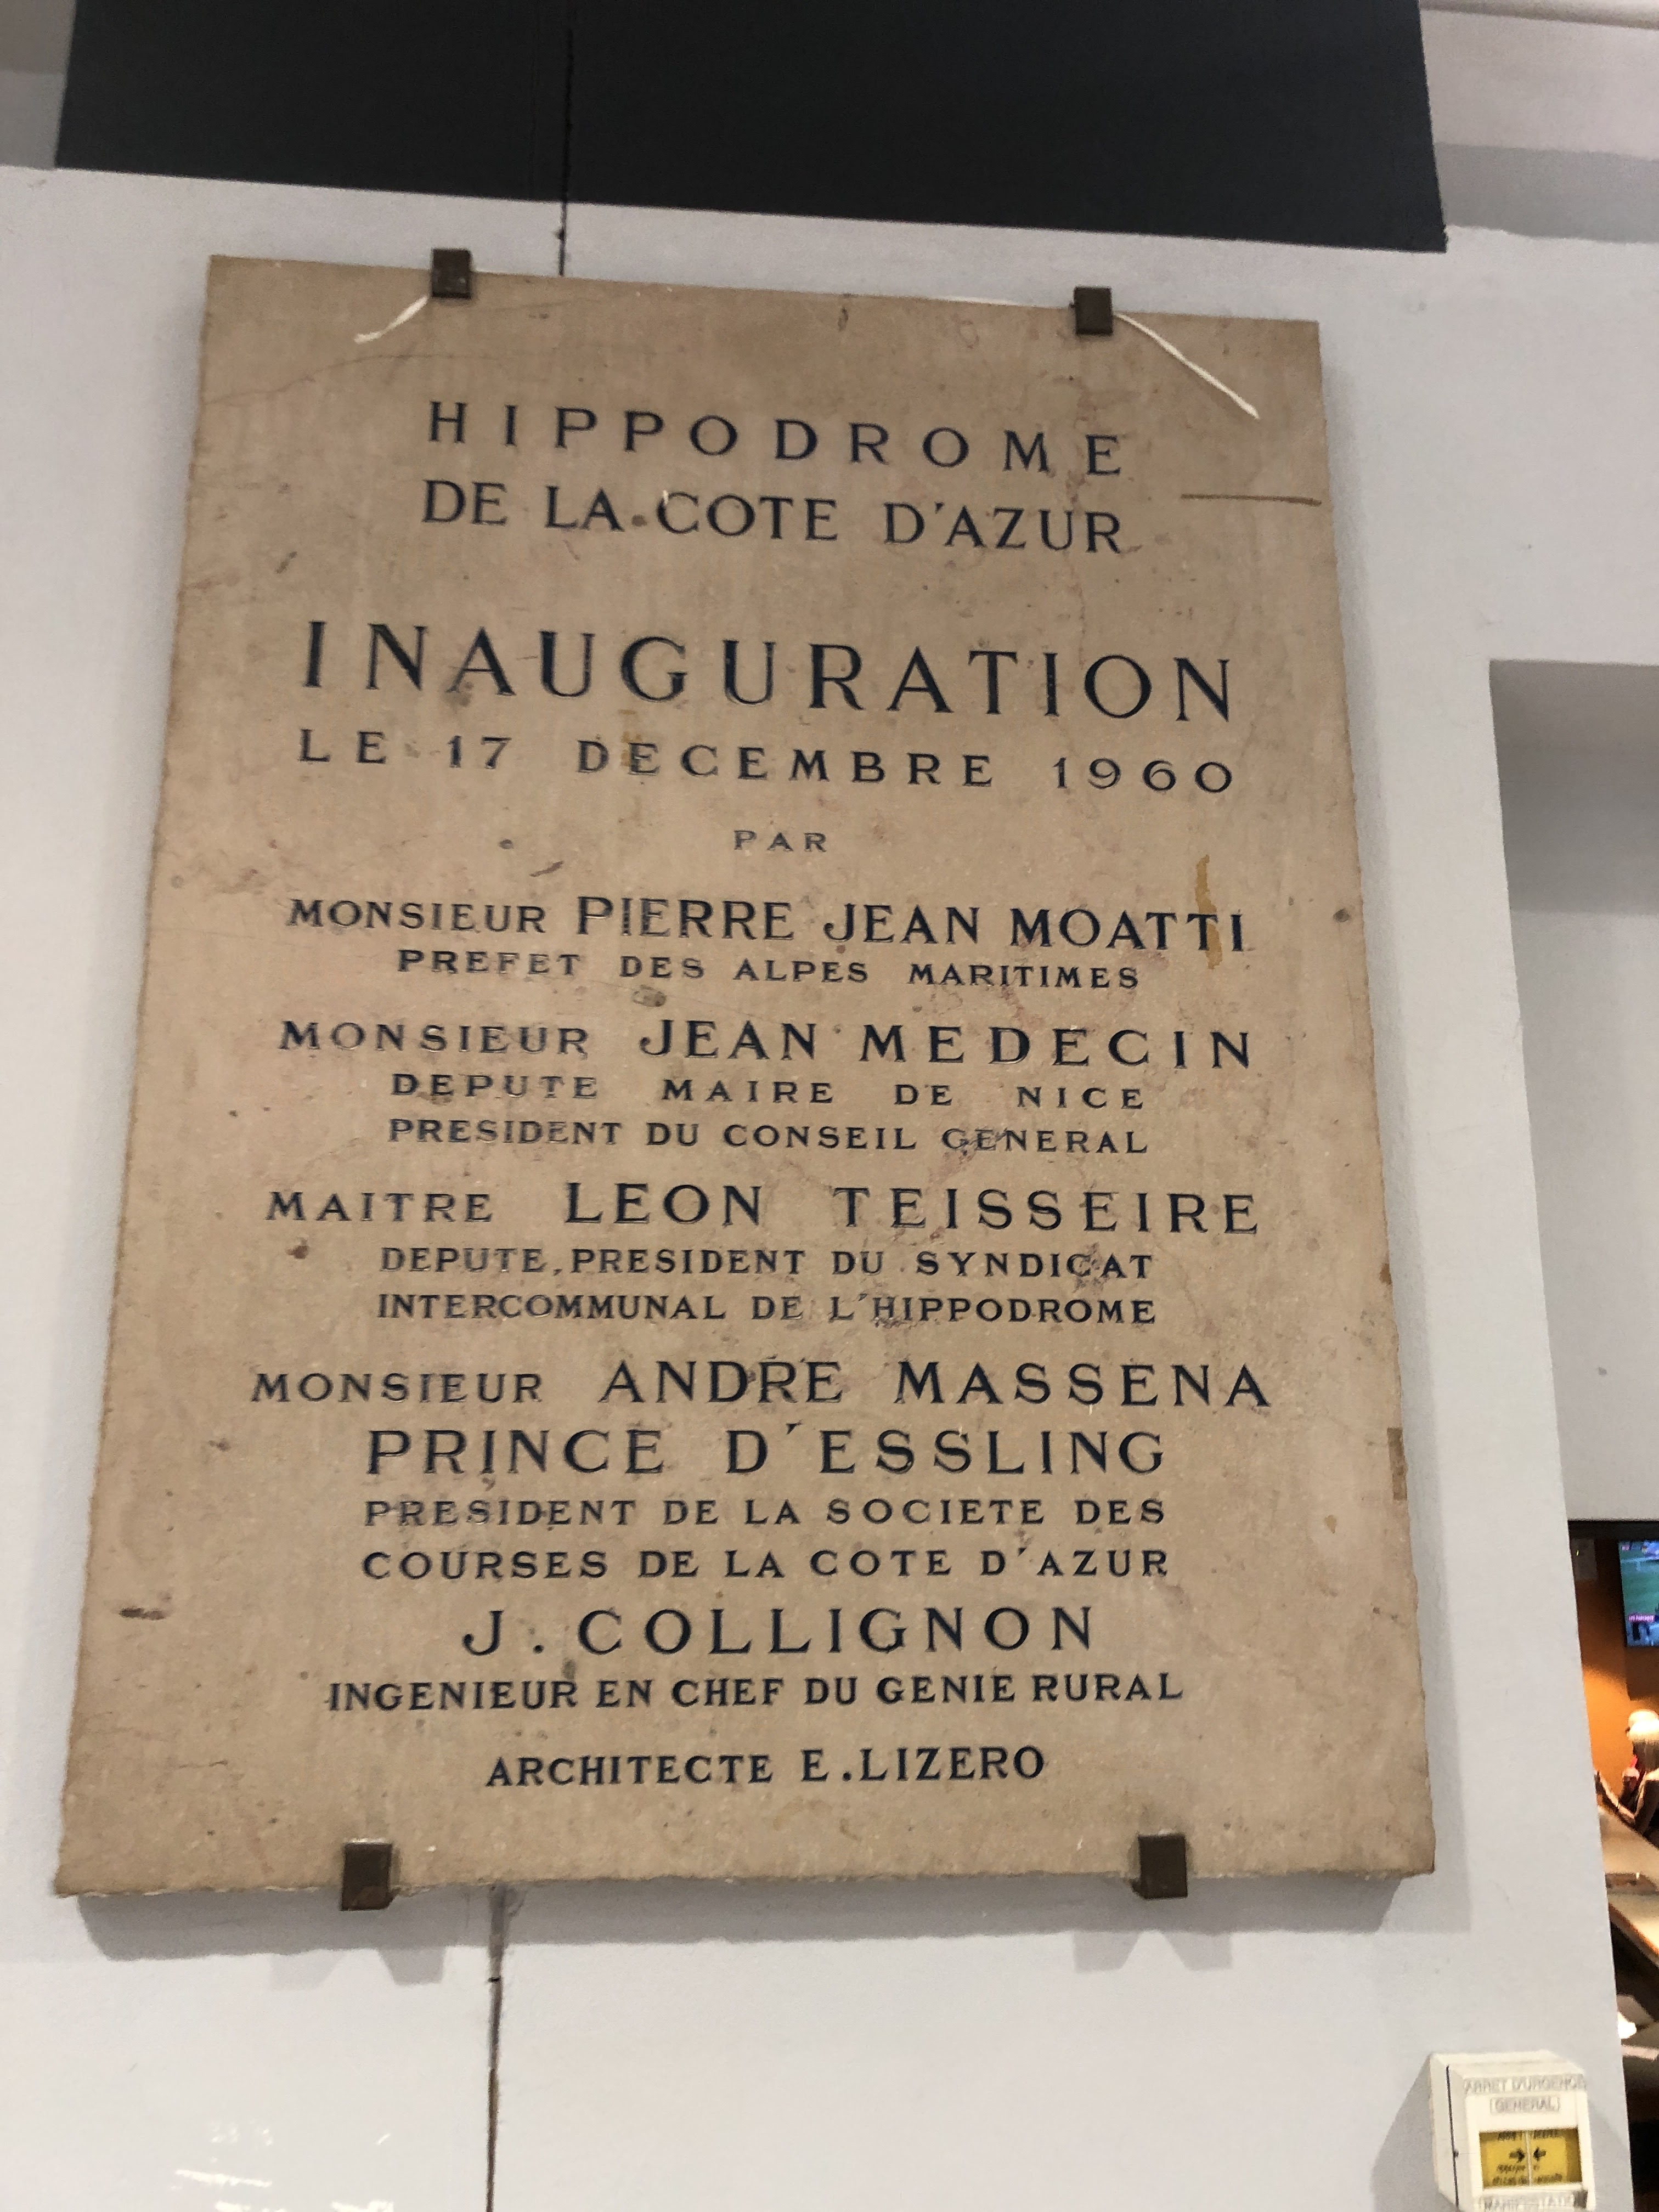 HIPPODROME
DE LA COTE D'AZUR
INAUGURATION
LE 17 DECEMBRE 1960
PAR
MONSIEUR PIERRE JEAN MOATTI
PREFET DES ALPES MARITIMES
MONSIEUR JEAN MEDECIN
DEPUTE MAIRE DE NICE
PRESIDENT DU CONSEIL GENERAL
MAITRE LEON TEISSEIRE
DEPUTE, PRESIDENT DU SYNDICAT
INTERCOMMUNAL DE L'HIPPODROME
MONSIEUR ANDRE MASSENA
PRINCE D'ESSLING
PRESIDENT DE LA SOCIETE DES
COURSES DE LA COTE D'AZUR
J. COLLIGNON
INGENIEUR EN CHEF DU GENIE RURAL
ARCHITECTE E. LIZERO
ARRET D'URGENCE
GENERAL